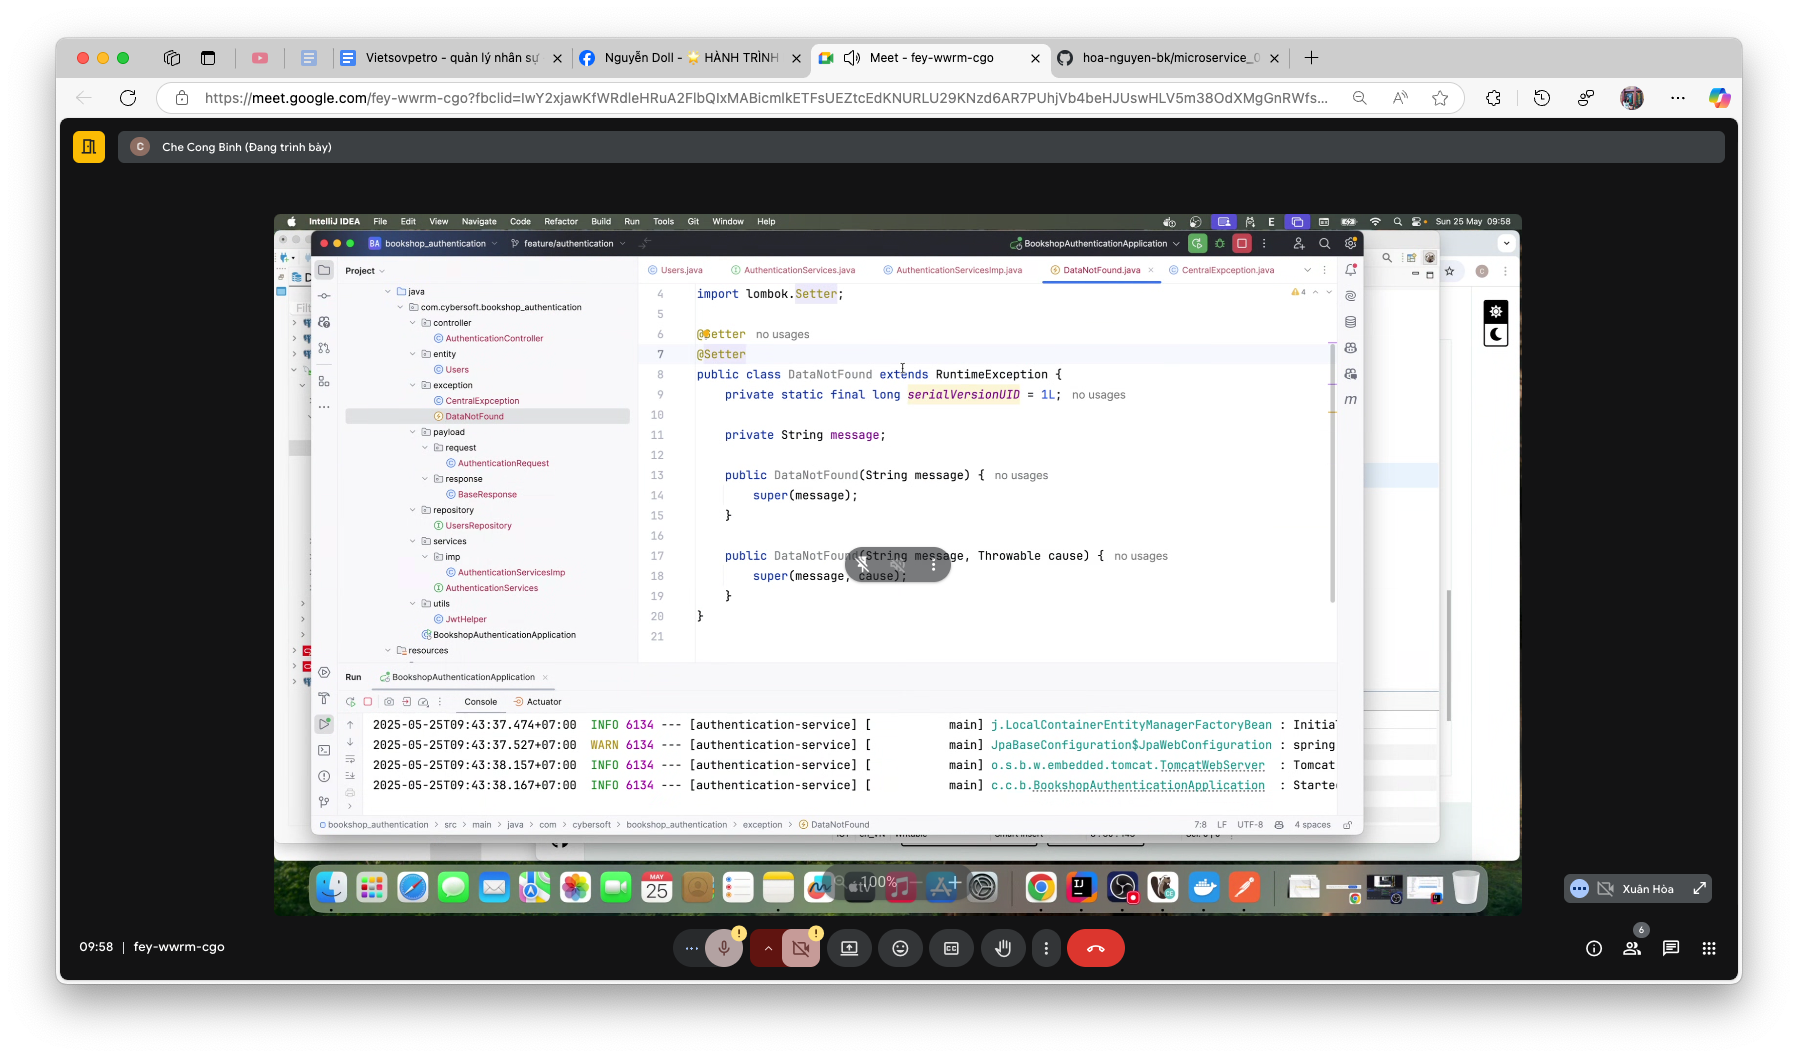 Vietsovpetro - quản lý nhân sự
Nguyễn Doll - ⭐ HÀNH TRÌNH
Meet - fey-wwrm-cgo
hoa-nguyen-bk/microservice_0
https://meet.google.com/fey-wwrm-cgo?fbclid=IwY2xjawKfWRdleHRuA2FlbQIxMABicmlkETFsUEZtcEdKNURLU29KNzd6AR7PUhjVb4beHJUswHLV5m38OdXMgGnRWfs...
C
Che Cong Binh (Đang trình bày)
IntelliJ IDEA File Edit View Navigate Code Refactor Build Run Tools Git Window Help
E
Sun 25 May 09:58
BA bookshop_authentication
feature/authentication
BookshopAuthenticationApplication
Project
Users.java
AuthenticationServices.java
AuthenticationServicesImp.java
DataNotFound.java
CentralExpception.java
java
com.cybersoft.bookshop_authentication
controller
AuthenticationController
entity
Users
exception
CentralExpception
DataNotFound
payload
request
AuthenticationRequest
response
BaseResponse
repository
UsersRepository
services
imp
AuthenticationServicesImp
AuthenticationServices
utils
JwtHelper
BookshopAuthenticationApplication
resources
4 import lombok.Setter;
4
5
6 @Getter no usages
7 @Setter
8 public class DataNotFound extends RuntimeException {
9 private static final long serialVersionUID = 1L; no usages
10
11 private String message;
12
13 public DataNotFound(String message) { no usages
14 super(message);
15 }
16
17 public DataNotFound(String message, Throwable cause) { no usages
18 super(message, cause);
19 }
20 }
21
Run
BookshopAuthenticationApplication
Console
Actuator
2025-05-25T09:43:37.474+07:00 INFO 6134 --- [authentication-service] [ main] j.LocalContainerEntityManagerFactoryBean : Initia
2025-05-25T09:43:37.527+07:00 WARN 6134 --- [authentication-service] [ main] JpaBaseConfiguration$JpaWebConfiguration : spring
2025-05-25T09:43:38.157+07:00 INFO 6134 --- [authentication-service] [ main] o.s.b.w.embedded.tomcat.TomcatWebServer : Tomcat
2025-05-25T09:43:38.167+07:00 INFO 6134 --- [authentication-service] [ main] c.c.b.BookshopAuthenticationApplication : Starte
bookshop_authentication > src > main > java > com > cybersoft > bookshop_authentication > exception > DataNotFound
7:8 LF UTF-8 4 spaces
MAY
25
100%
Xuân Hòa
09:58 | fey-wwrm-cgo
6